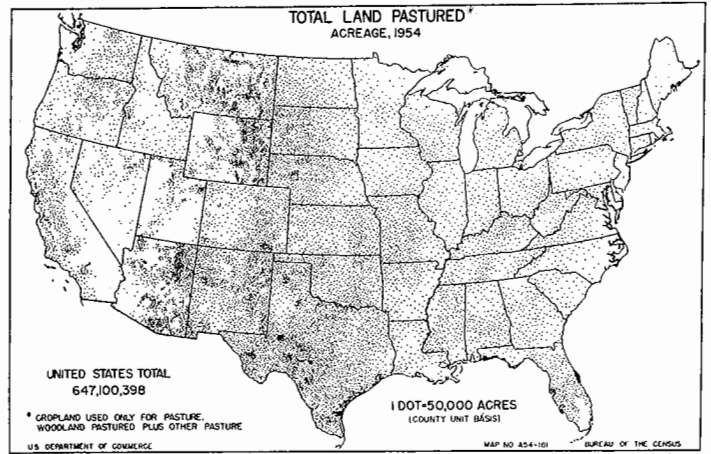 TOTAL LAND PASTURED*
ACREAGE, 1954
UNITED STATES TOTAL
647,100,398
* CROPLAND USED ONLY FOR PASTURE,
WOODLAND PASTURED PLUS OTHER PASTURE
1 DOT=50,000 ACRES
(COUNTY UNIT BASIS)
U S DEPARTMENT OF COMMERCE
MAP NO A54-161
BUREAU OF THE CENSUS